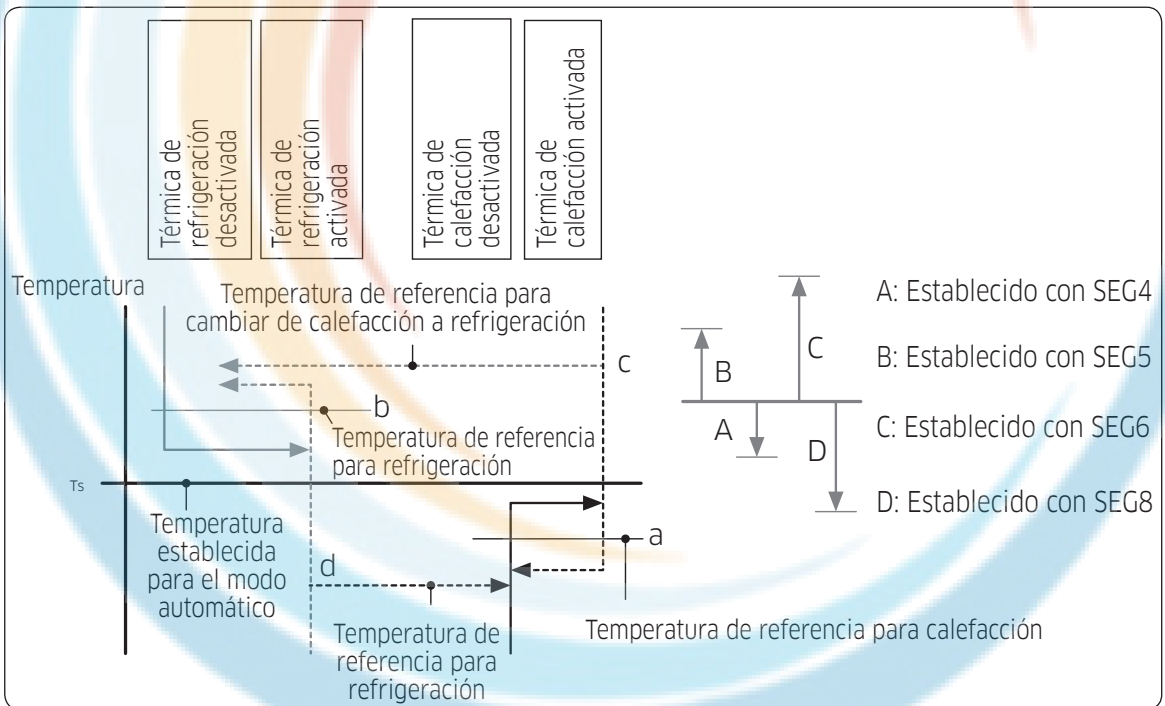 Térmica de
refrigeración
desactivada
Térmica de
refrigeración
activada
Térmica de
calefacción
desactivada
Térmica de
calefacción activada
Temperatura
Temperatura de referencia para
cambiar de calefacción a refrigeración
c
b
Temperatura de referencia
para refrigeración
Ts
Temperatura
establecida
para el modo
automático
d
a
Temperatura de
referencia para
refrigeración
Temperatura de referencia para calefacción
B
C
A
D
A: Establecido con SEG4
B: Establecido con SEG5
C: Establecido con SEG6
D: Establecido con SEG8